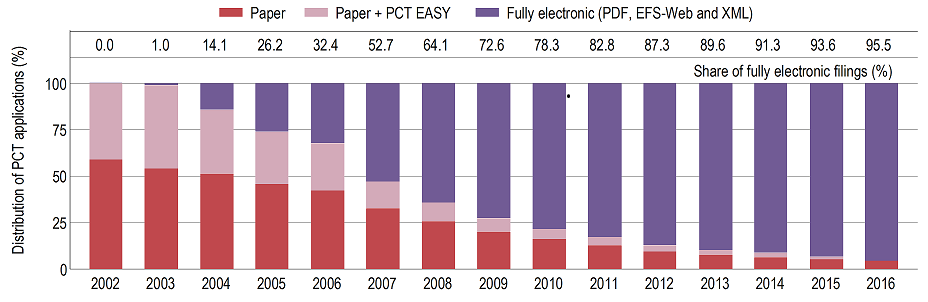 Paper Paper + PCT EASY Fully electronic (PDF, EFS-Web and XML)
0.0 1.0 14.1 26.2 32.4 52.7 64.1 72.6 78.3 82.8 87.3 89.6 91.3 93.6 95.5
Share of fully electronic filings (%)
Distribution of PCT applications (%)
100
75
50
25
0
2002 2003 2004 2005 2006 2007 2008 2009 2010 2011 2012 2013 2014 2015 2016